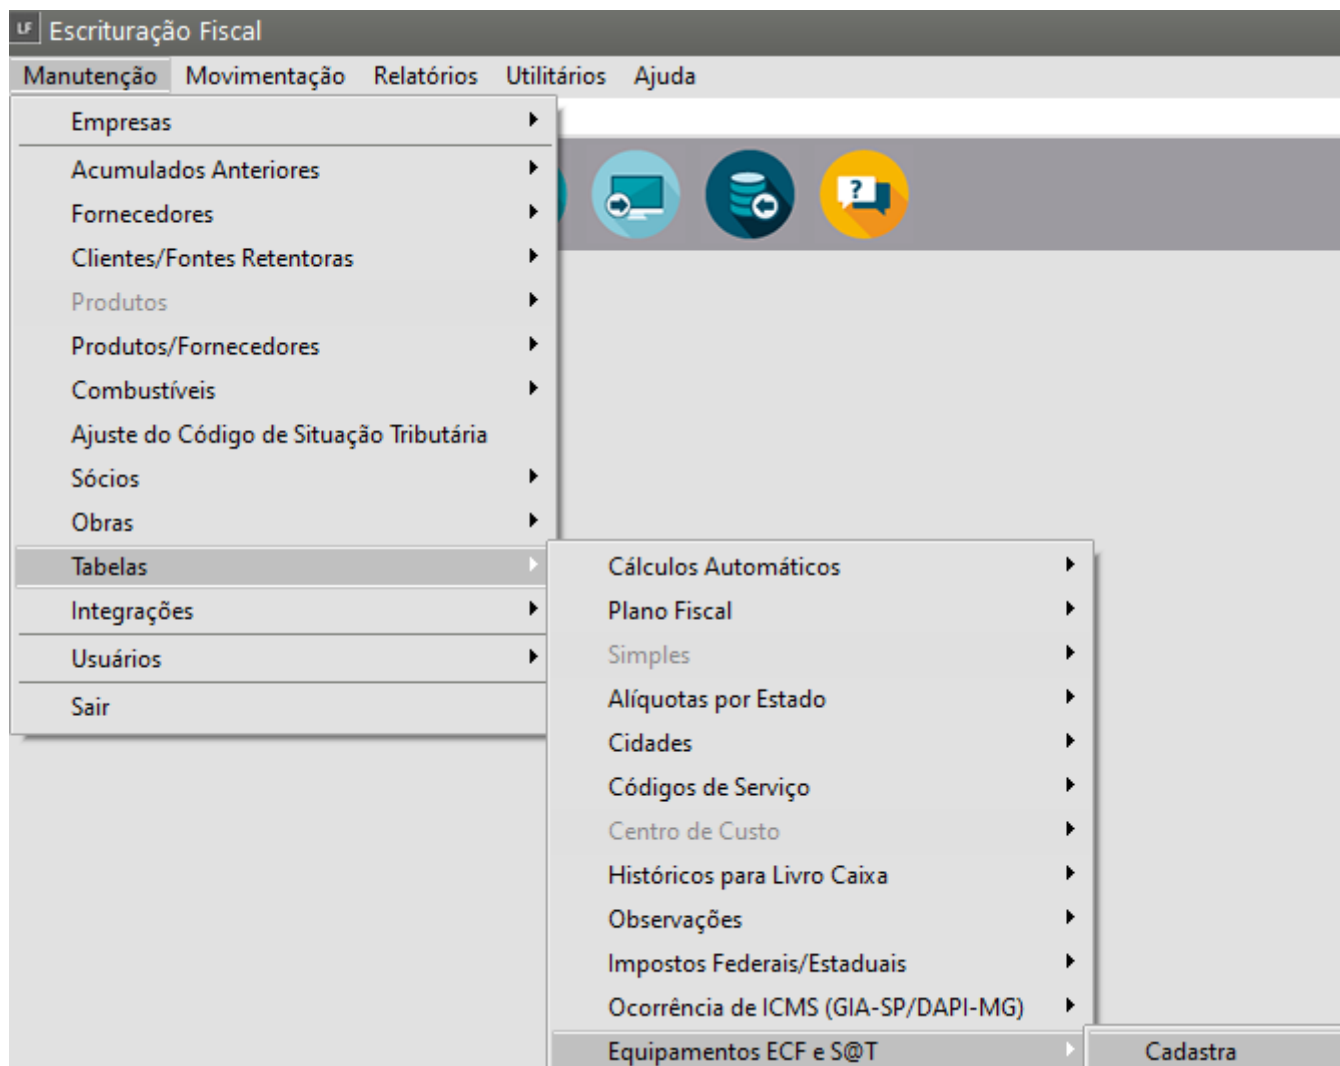 LF Escrituração Fiscal
Manutenção Movimentação Relatórios Utilitários Ajuda
Empresas
Acumulados Anteriores
Fornecedores
Clientes/Fontes Retentoras
?
Produtos
Produtos/Fornecedores
Combustíveis
Ajuste do Código de Situação Tributária
Sócios
Obras
Tabelas
Integrações
Usuários
Sair
Cálculos Automáticos
Plano Fiscal
Simples
Alíquotas por Estado
Cidades
Códigos de Serviço
Centro de Custo
Históricos para Livro Caixa
Observações
Impostos Federais/Estaduais
Ocorrência de ICMS (GIA-SP/DAPI-MG)
Equipamentos ECF e S@T
Cadastra